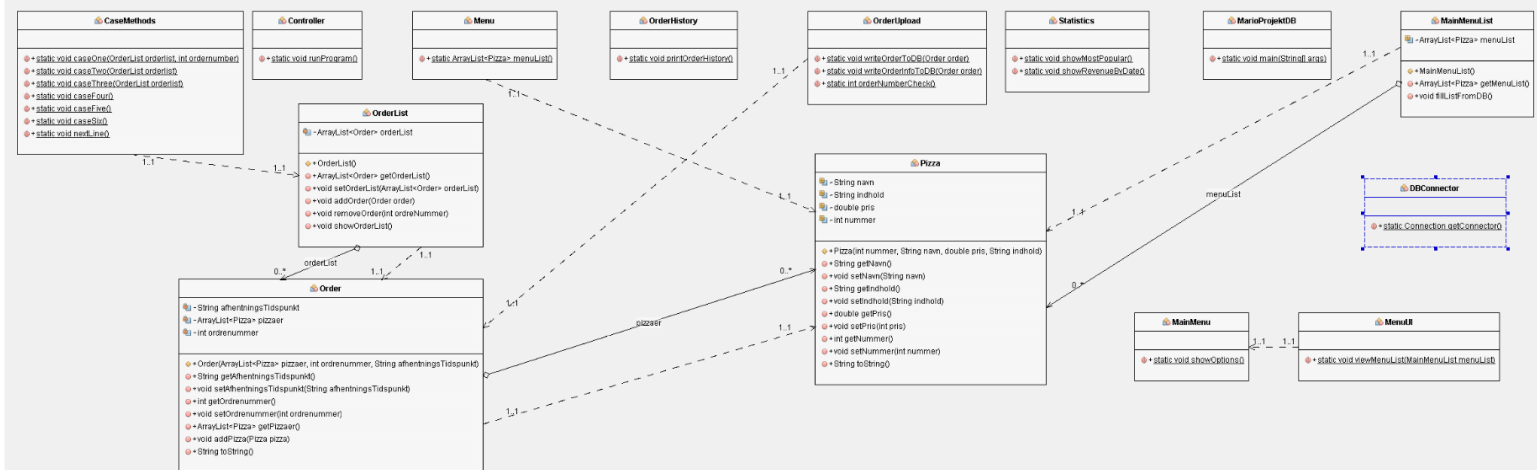 CaseMethods
+static void caseOne(OrderList orderlist, int ordernumber)
+static void caseTwo(OrderList orderlist)
+static void caseThree(OrderList orderlist)
+static void caseFour()
+static void caseFive()
+static void caseSix()
+static void nextLine()
Controller
+static void runProgram()
Menu
+static ArrayList<Pizza> menuList()
OrderHistory
+static void printOrderHistory()
OrderUpload
+static void writeOrderToDB(Order order)
+static void writeOrderInfoToDB(Order order)
+static int orderNumberCheck()
Statistics
+static void showMostPopular()
+static void showRevenueByDate()
MarioProjektDB
+static void main(String[] args)
MainMenuList
-ArrayList<Pizza> menuList
+MainMenuList()
+ArrayList<Pizza> getMenuList()
+void fillListFromDB()
1..1
1..1
1..1
1..1
1..1
OrderList
-ArrayList<Order> orderList
+OrderList()
+ArrayList<Order> getOrderList()
+void setOrderList(ArrayList<Order> orderList)
+void addOrder(Order order)
+void removeOrder(int ordreNummer)
+void showOrderList()
Pizza
-String navn
-String indhold
-double pris
-int nummer
+Pizza(int nummer, String navn, double pris, String indhold)
+String getNavn()
+void setNavn(String navn)
+String getIndhold()
+void setIndhold(String indhold)
+double getPris()
+void setPris(int pris)
+int getNummer()
+void setNummer(int nummer)
+String toString()
1..1
1..1
menuList
DBConnector
+static Connection getConnector()
1..1
orderList
0..*
1..1
0..*
0..*
Order
-String afhentningsTidspunkt
-ArrayList<Pizza> pizzaer
-int ordrenummer
+Order(ArrayList<Pizza> pizzaer, int ordrenummer, String afhentningsTidspunkt)
+String getAfhentningsTidspunkt()
+void setAfhentningsTidspunkt(String afhentningsTidspunkt)
+int getOrdrenummer()
+void setOrdrenummer(int ordrenummer)
+ArrayList<Pizza> getPizzaer()
+void addPizza(Pizza pizza)
+String toString()
1..1
pizzaer
1..1
1..1
MainMenu
+static void showOptions()
1..1
1..1
MenuUI
+static void viewMenuList(MainMenuList menuList)